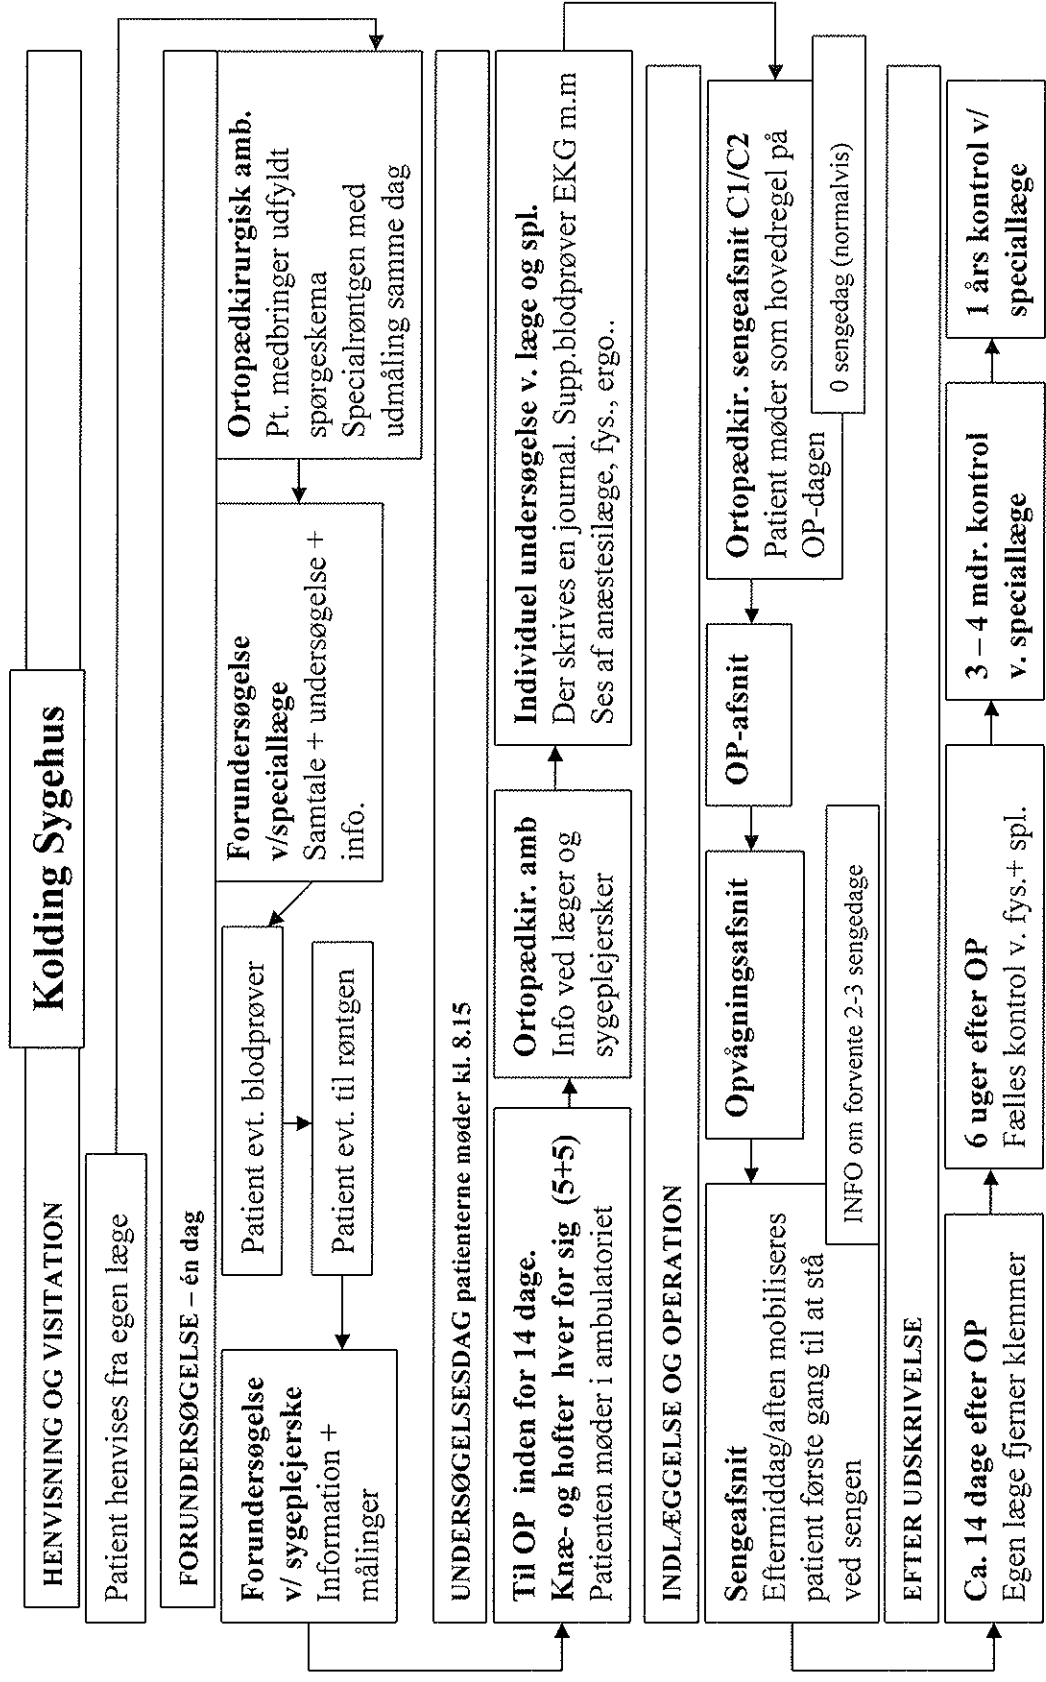 Kolding Sygehus
HENVISNING OG VISITATION
Patient henvises fra egen læge
FORUNDERSØGELSE – én dag
Ortopædkirurgisk amb.
Pt. medbringer udfyldt
spørgeskema
Specialrøntgen med
udmåling samme dag
Forundersøgelse
v/speciallæge
Samtale + undersøgelse +
info.
Patient evt. blodprøver
Patient evt. til røntgen
Forundersøgelse
v/ sygeplejerske
Information +
målinger
UNDERSØGELSESDAG patienterne møder kl. 8.15
Til OP inden for 14 dage.
Knæ- og hofter hver for sig (5+5)
Patienten møder i ambulatoriet
Ortopædkir. amb
Info ved læger og
sygeplejersker
Individuel undersøgelse v. læge og spl.
Der skrives en journal. Supp.blodprøver EKG m.m
Ses af anæstesilæge, fys., ergo..
INDLÆGGELSE OG OPERATION
Ortopædkir. sengeafsnit C1/C2
Patient møder som hovedregel på
OP-dagen
0 sengedag (normalvis)
OP-afsnit
Opvågningsafsnit
Sengeafsnit
Eftermiddag/aften mobiliseres
patient første gang til at stå
ved sengen
INFO om forvente 2-3 sengedage
EFTER UDSKRIVELSE
Ca. 14 dage efter OP
Egen læge fjerner klemmer
6 uger efter OP
Fælles kontrol v. fys.+ spl.
3 – 4 mdr. kontrol
v. speciallæge
1 års kontrol v/
speciallæge